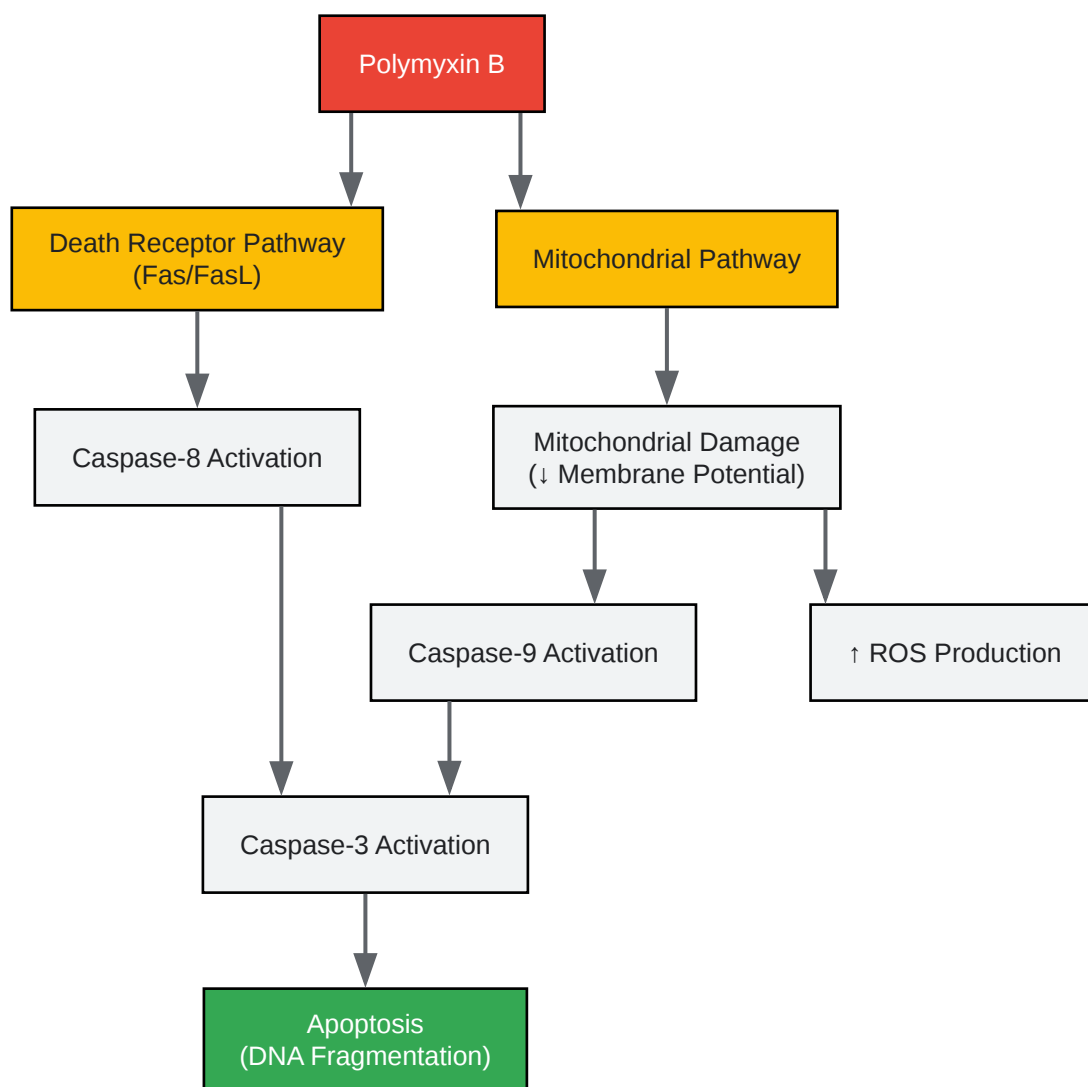 Polymyxin B
Death Receptor Pathway
(Fas/FasL)
Mitochondrial Pathway
Caspase-8 Activation
Mitochondrial Damage
(↓ Membrane Potential)
Caspase-9 Activation
↑ ROS Production
Caspase-3 Activation
Apoptosis
(DNA Fragmentation)